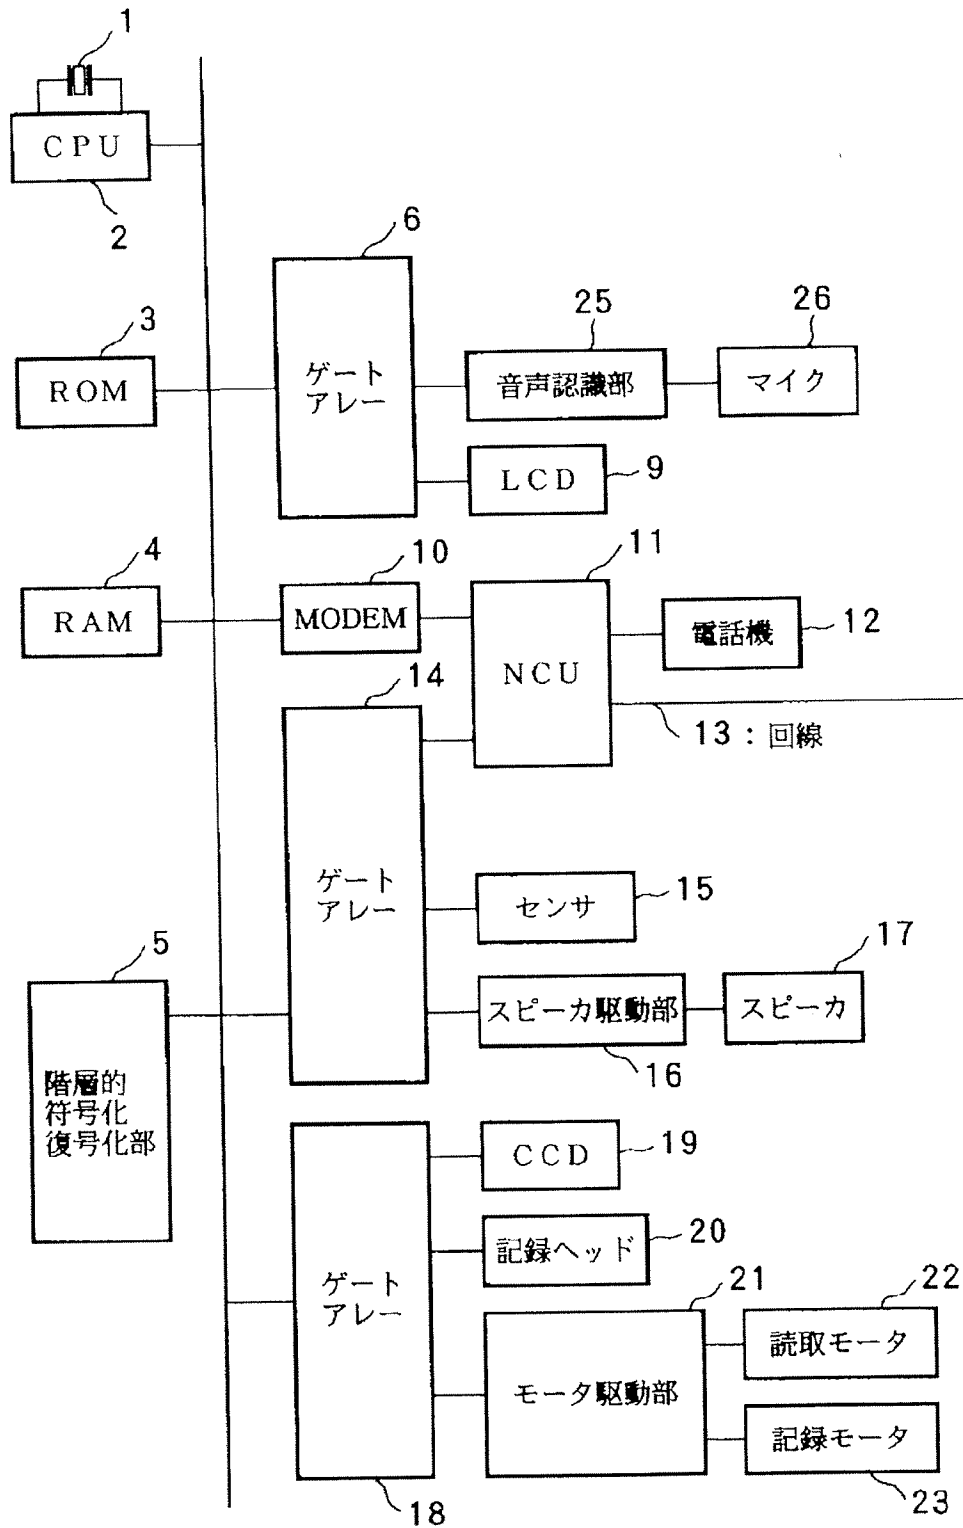 1
CPU
2
6
3
ROM
ゲート
アレー
25
音声認識部
26
マイク
LCD
9
4
RAM
10
MODEM
11
NCU
電話機
12
13：回線
14
ゲート
アレー
センサ
15
5
階層的
符号化
復号化部
スピーカ駆動部
16
17
スピーカ
ゲート
アレー
18
CCD
19
記録ヘッド
20
21
モータ駆動部
22
読取モータ
記録モータ
23